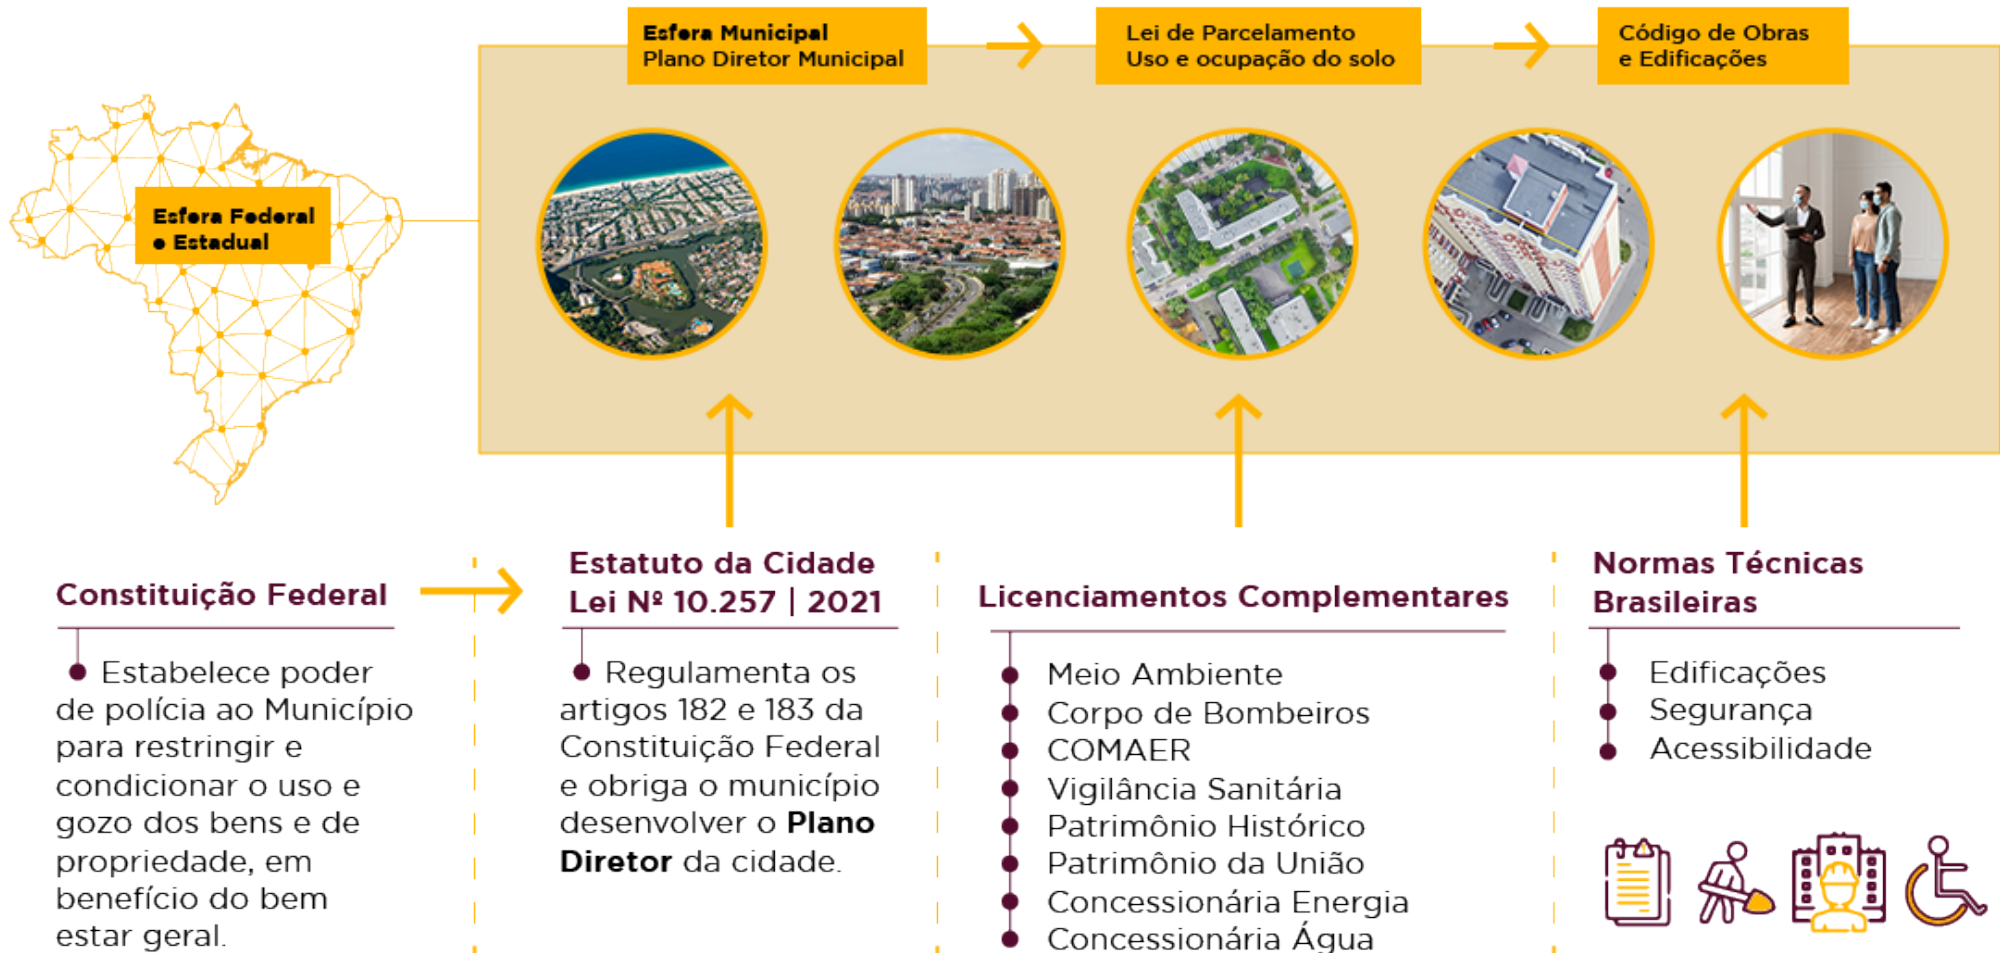 Esfera Municipal
Plano Diretor Municipal
Lei de Parcelamento
Uso e ocupação do solo
Código de Obras
e Edificações
Esfera Federal
e Estadual
Constituição Federal
Estabelece poder
de polícia ao Município
para restringir e
condicionar o uso e
gozo dos bens e de
propriedade, em
benefício do bem
estar geral.
Estatuto da Cidade
Lei Nº 10.257 | 2021
Regulamenta os
artigos 182 e 183 da
Constituição Federal
e obriga o município
desenvolver o Plano
Diretor da cidade.
Licenciamentos Complementares
Meio Ambiente
Corpo de Bombeiros
COMAER
Vigilância Sanitária
Patrimônio Histórico
Patrimônio da União
Concessionária Energia
Concessionária Água
Normas Técnicas
Brasileiras
Edificações
Segurança
Acessibilidade